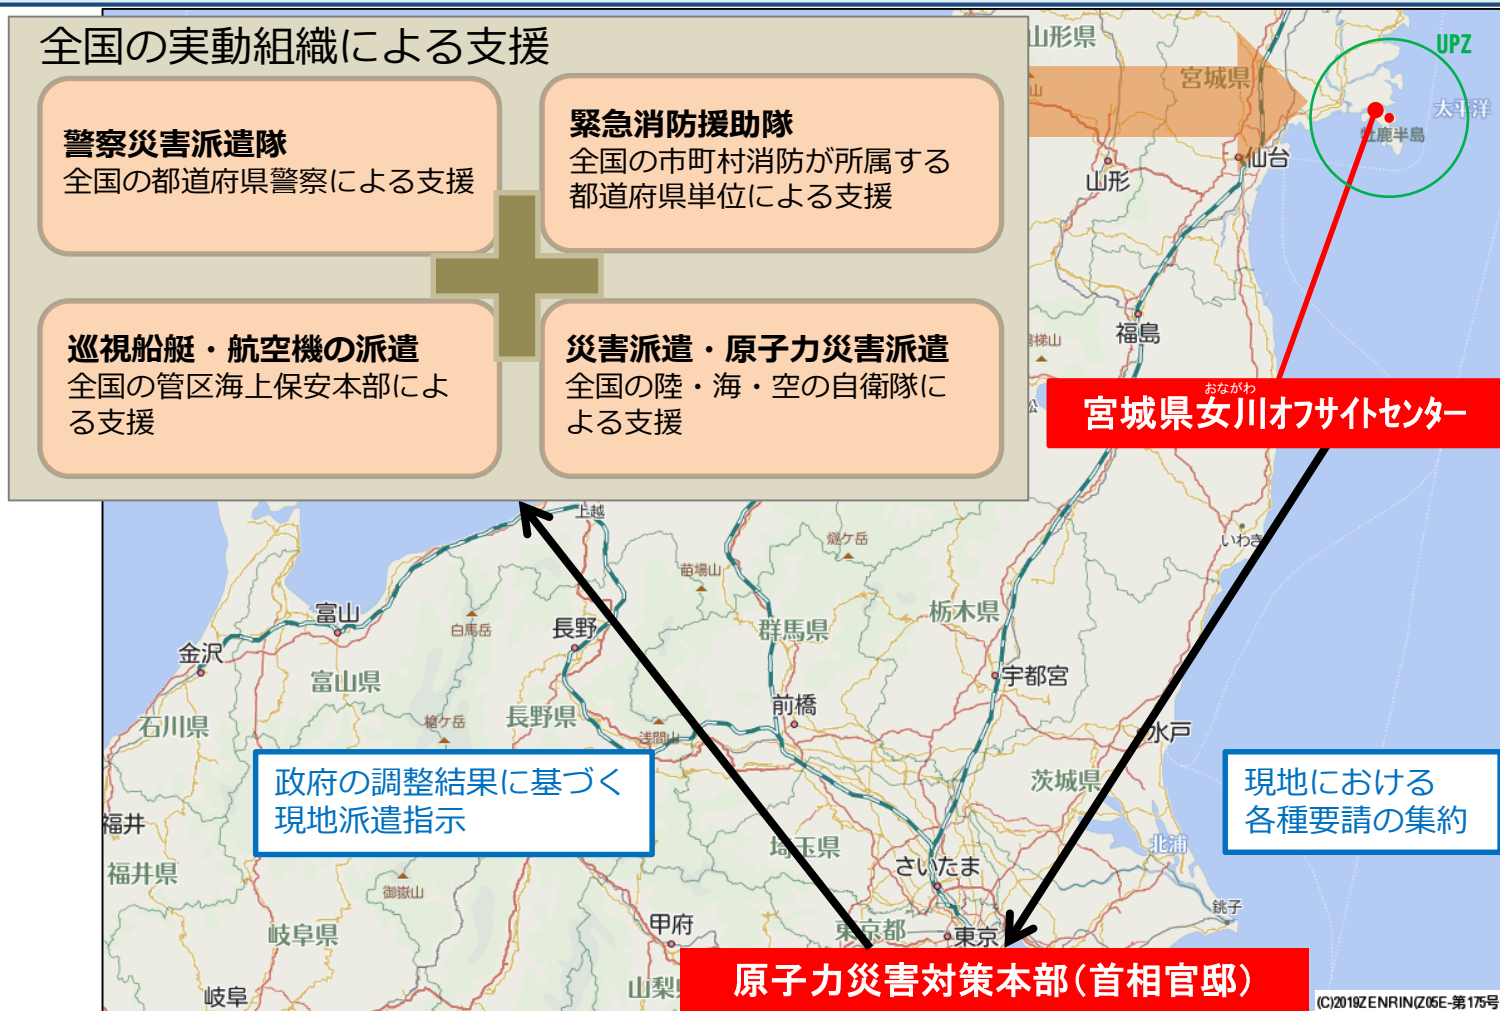 全国の実動組織による支援
警察災害派遣隊
全国の都道府県警察による支援
緊急消防援助隊
全国の市町村消防が所属する
都道府県単位による支援
巡視船艇・航空機の派遣
全国の管区海上保安本部によ
る支援
災害派遣・原子力災害派遣
全国の陸・海・空の自衛隊に
よる支援
山形県
宮城県
UPZ
太平洋
牡鹿半島
仙台
山形
福島
おながわ
宮城県女川オフサイトセンター
上越
燧ケ岳
いわき
苗場山
栃木県
富山
白馬岳
長野
群馬県
金沢
宇都宮
富山県
前橋
石川県
槍ケ岳
長野県
浅間山
水戸
政府の調整結果に基づく
現地派遣指示
茨城県
現地における
各種要請の集約
福井
埼玉県
北浦
福井県
さいたま
御嶽山
銚子
甲府
東京都
東京
岐阜県
原子力災害対策本部(首相官邸)
岐阜
山梨
(C)2019ZENRIN(Z05E-第175号